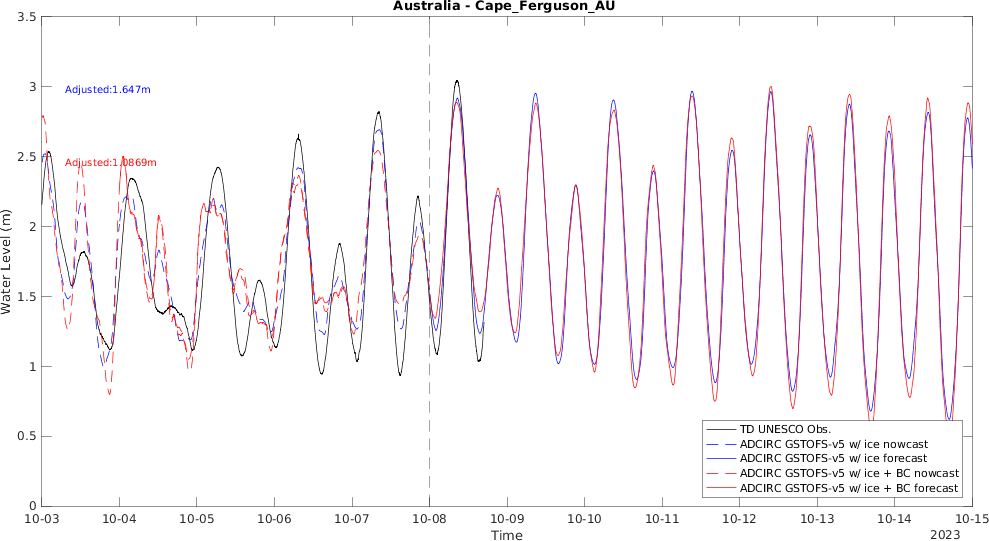 Australia - Cape_Ferguson_AU
3.5
3
2.5
2
1.5
1
0.5
0
Water Level (m)
Adjusted:1.647m
Adjusted:1.0869m
TD UNESCO Obs.
ADCIRC GSTOFS-v5 w/ ice nowcast
ADCIRC GSTOFS-v5 w/ ice forecast
ADCIRC GSTOFS-v5 w/ ice + BC nowcast
ADCIRC GSTOFS-v5 w/ ice + BC forecast
10-03 10-04 10-05 10-06 10-07 10-08 10-09 10-10 10-11 10-12 10-13 10-14 10-15
Time
2023